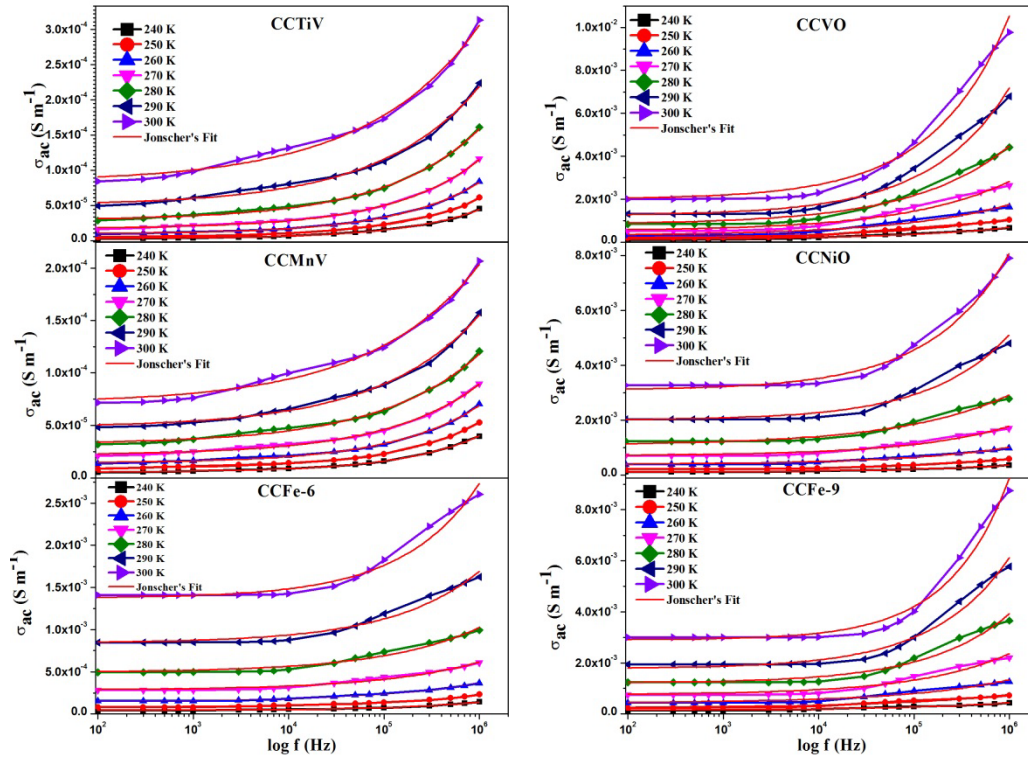 CCTiV
3.0x10⁻⁴
2.5x10⁻⁴
2.0x10⁻⁴
1.5x10⁻⁴
1.0x10⁻⁴
5.0x10⁻⁵
0.0
σac (S m⁻¹)
240 K
250 K
260 K
270 K
280 K
290 K
300 K
Jonscher's Fit
CCMnV
2.0x10⁻⁴
1.5x10⁻⁴
1.0x10⁻⁴
5.0x10⁻⁵
0.0
σac (S m⁻¹)
240 K
250 K
260 K
270 K
280 K
290 K
300 K
Jonscher's Fit
CCFe-6
2.5x10⁻³
2.0x10⁻³
1.5x10⁻³
1.0x10⁻³
5.0x10⁻⁴
0.0
σac (S m⁻¹)
240 K
250 K
260 K
270 K
280 K
290 K
300 K
Jonscher's Fit
10² 10³ 10⁴ 10⁵ 10⁶
log f (Hz)
CCVO
1.0x10⁻²
8.0x10⁻³
6.0x10⁻³
4.0x10⁻³
2.0x10⁻³
0.0
σac (S m⁻¹)
240 K
250 K
260 K
270 K
280 K
290 K
300 K
Jonscher's Fit
CCNiO
8.0x10⁻³
6.0x10⁻³
4.0x10⁻³
2.0x10⁻³
0.0
σac (S m⁻¹)
240 K
250 K
260 K
270 K
280 K
290 K
300 K
Jonscher's Fit
CCFe-9
8.0x10⁻³
6.0x10⁻³
4.0x10⁻³
2.0x10⁻³
0.0
σac (S m⁻¹)
240 K
250 K
260 K
270 K
280 K
290 K
300 K
Jonscher's Fit
10² 10³ 10⁴ 10⁵ 10⁶
log f (Hz)